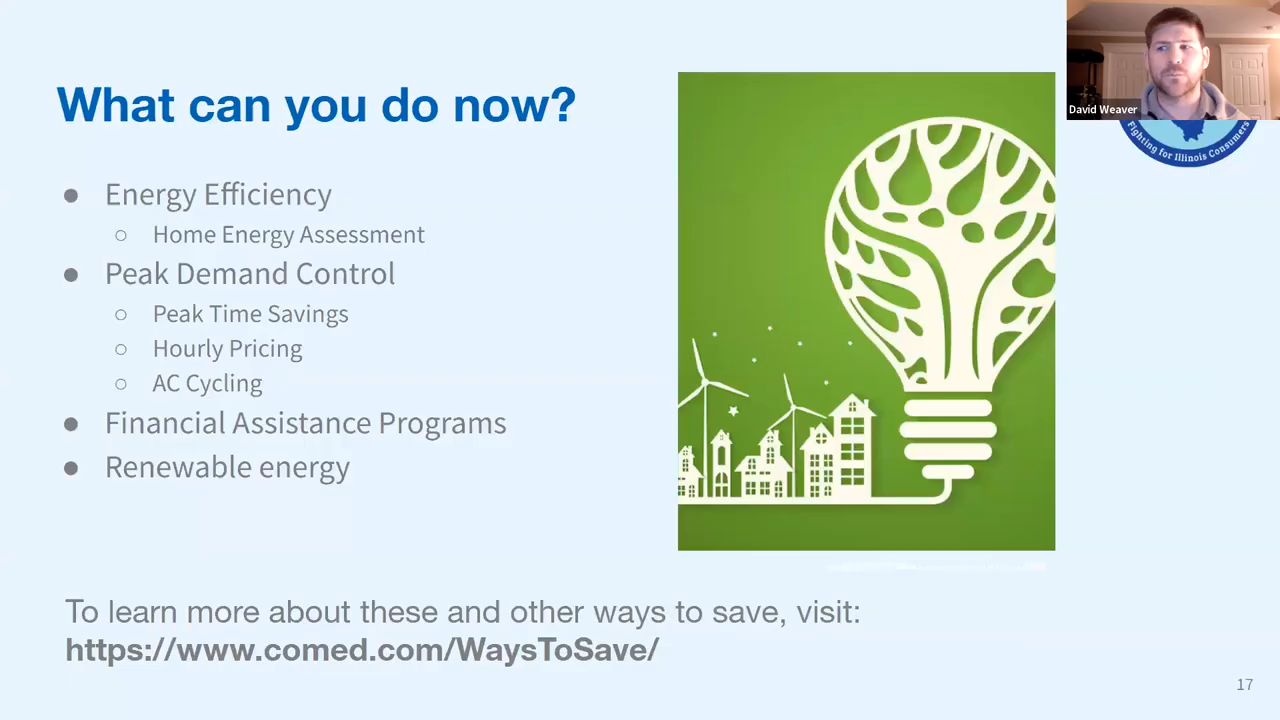 What can you do now?
● Energy Efficiency
○ Home Energy Assessment
● Peak Demand Control
○ Peak Time Savings
○ Hourly Pricing
○ AC Cycling
● Financial Assistance Programs
● Renewable energy
To learn more about these and other ways to save, visit:
https://www.comed.com/WaysToSave/
David Weaver
Fighting for Illinois Consumers
17